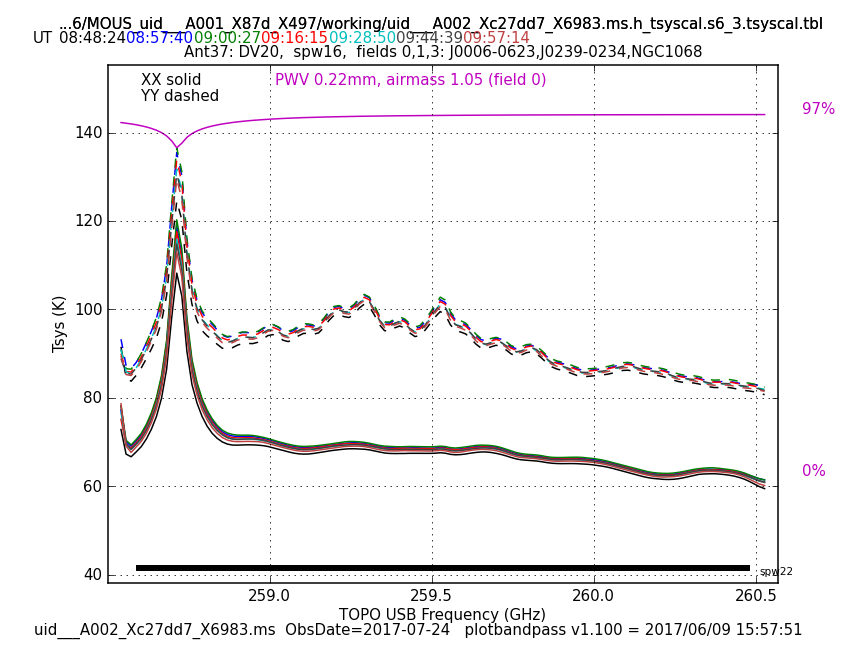 ...6/MOUS_uid___A001_X87d_X497/working/uid___A002_Xc27dd7_X6983.ms.h_tsyscal.s6_3.tsyscal.tbl
UT 08:48:24 08:57:40 09:00:27 09:16:15 09:28:50 09:44:39 09:57:14
Ant37: DV20, spw16, fields 0,1,3: J0006-0623,J0239-0234,NGC1068
XX solid
YY dashed
PWV 0.22mm, airmass 1.05 (field 0)
97%
0%
140
120
100
80
60
40
Tsys (K)
spw22
259.0 259.5 260.0 260.5
TOPO USB Frequency (GHz)
uid___A002_Xc27dd7_X6983.ms ObsDate=2017-07-24 plotbandpass v1.100 = 2017/06/09 15:57:51